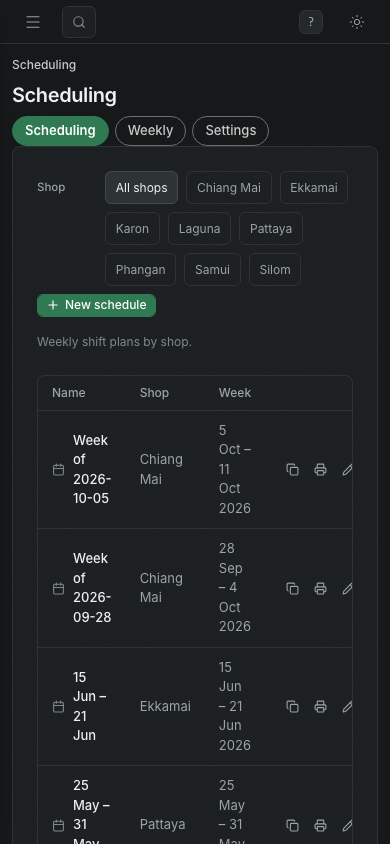 ?
Scheduling
Scheduling
Scheduling Weekly Settings
Shop All shops Chiang Mai Ekkamai
Karon Laguna Pattaya
Phangan Samui Silom
+ New schedule
Weekly shift plans by shop.
Name Shop Week
Week
of
2026-
10-05
Chiang
Mai
5
Oct –
11
Oct
2026
Week
of
2026-
09-28
Chiang
Mai
28
Sep
– 4
Oct
2026
15
Jun –
21
Jun
Ekkamai
15
Jun
– 21
Jun
2026
25
May –
31
May
Pattaya
25
May
– 31
May